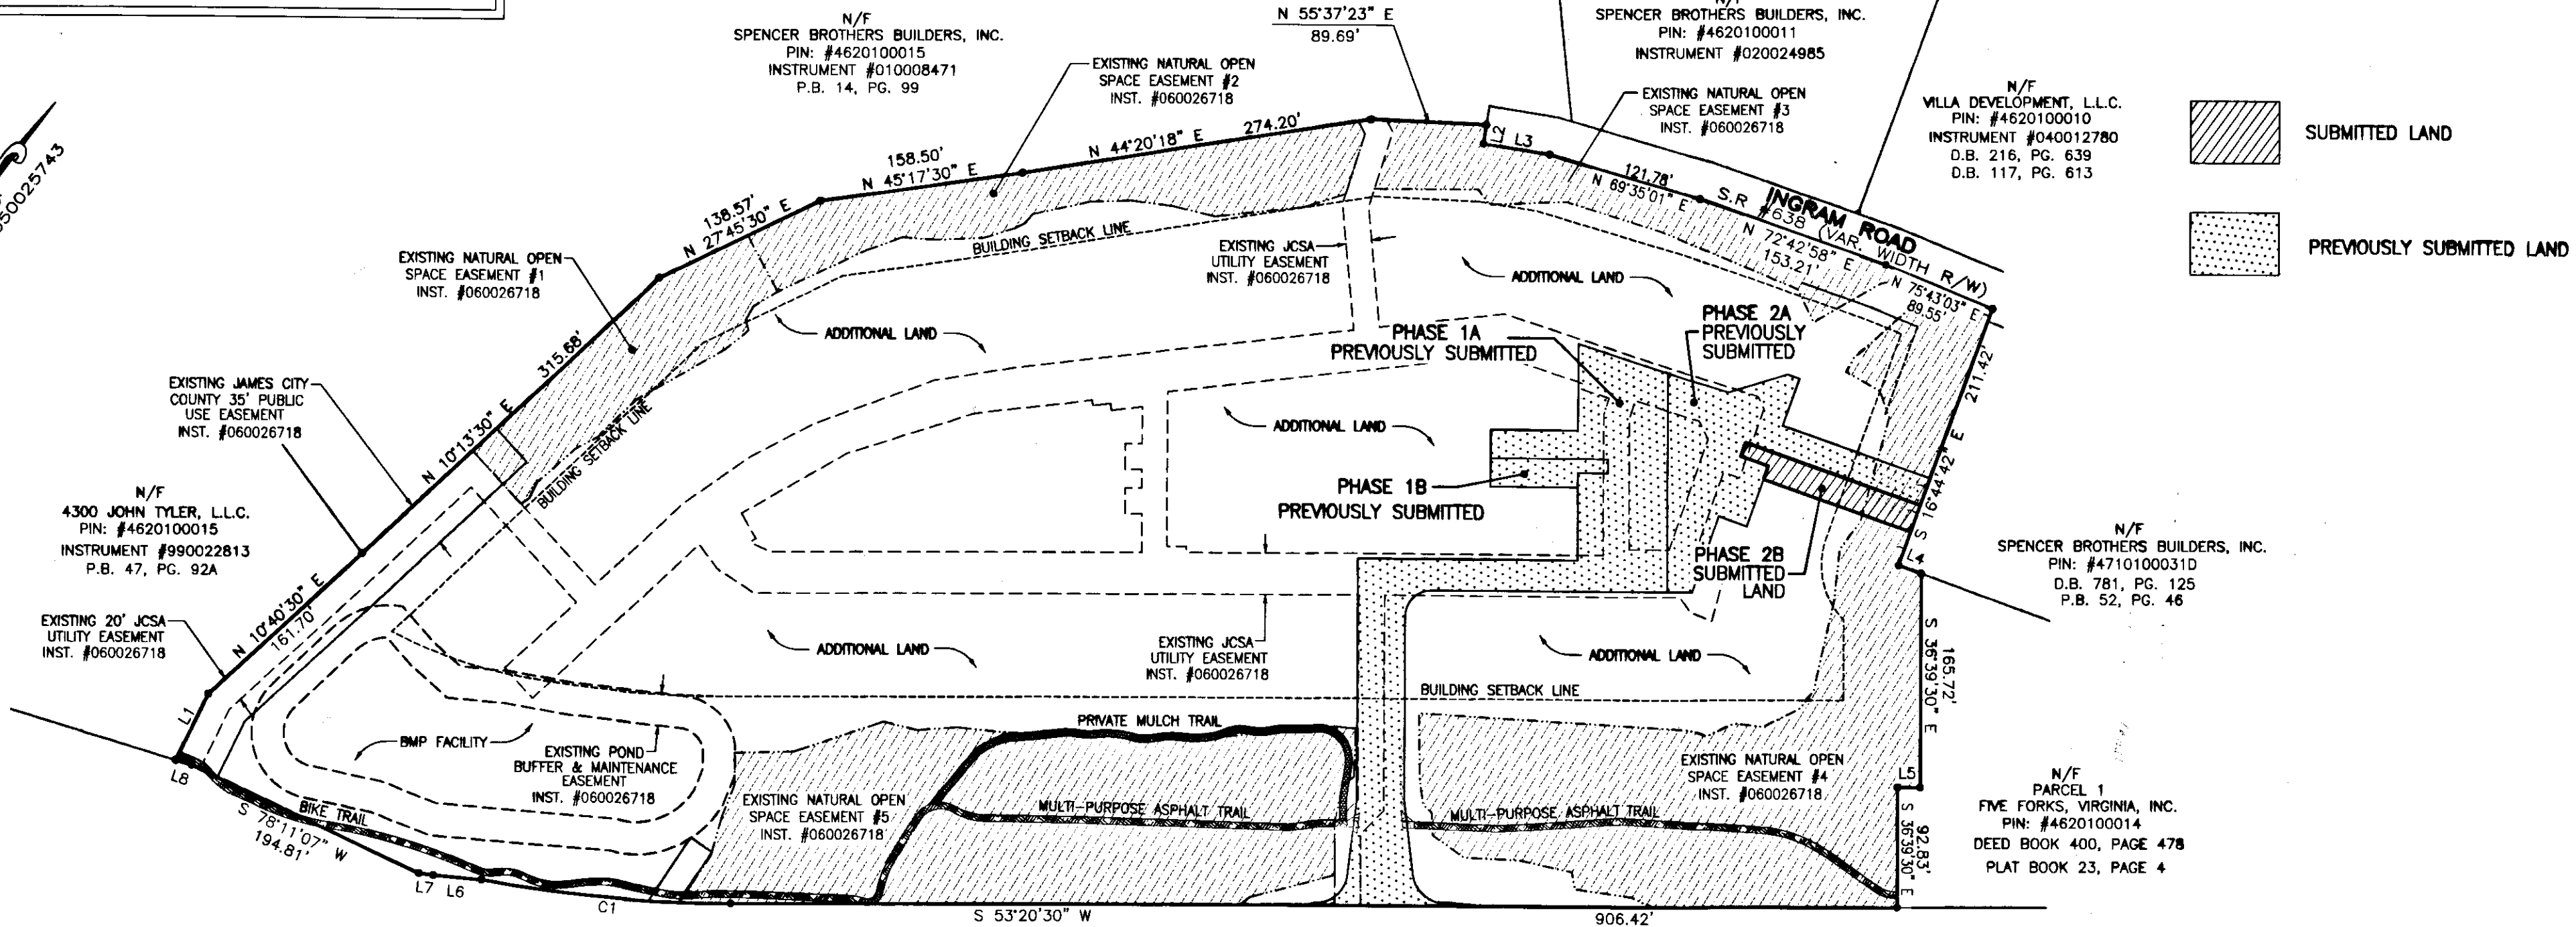 N/F
SPENCER BROTHERS BUILDERS, INC.
PIN: #4620100015
INSTRUMENT #010008471
P.B. 14, PG. 99
EXISTING NATURAL OPEN
SPACE EASEMENT #2
INST. #060026718
N 55°37'23" E
89.69'
SPENCER BROTHERS BUILDERS, INC.
PIN: #4620100011
INSTRUMENT #020024985
EXISTING NATURAL OPEN
SPACE EASEMENT #3
INST. #060026718
N/F
VILLA DEVELOPMENT, L.L.C.
PIN: #4620100010
INSTRUMENT #040012780
D.B. 216, PG. 639
D.B. 117, PG. 613
SUBMITTED LAND
PREVIOUSLY SUBMITTED LAND
N 27°45'30" E
138.57'
N 45°17'30" E
158.50'
N 44°20'18" E
274.20'
L2
L3
121.78'
N 69°35'01" E
S.R #638 (VAR. WIDTH R/W)
INGRAM ROAD
N 72°42'58" E
153.21'
N 75°43'03" E
89.55'
EXISTING NATURAL OPEN
SPACE EASEMENT #1
INST. #060026718
BUILDING SETBACK LINE
EXISTING JCSA
UTILITY EASEMENT
INST. #060026718
ADDITIONAL LAND
ADDITIONAL LAND
PHASE 1A
PREVIOUSLY SUBMITTED
PHASE 2A
PREVIOUSLY
SUBMITTED
211.42'
S 16°44'42" E
EXISTING JAMES CITY
COUNTY 35' PUBLIC
USE EASEMENT
INST. #060026718
N 10°13'30" E
315.68'
BUILDING SETBACK LINE
ADDITIONAL LAND
PHASE 1B
PREVIOUSLY SUBMITTED
N/F
4300 JOHN TYLER, L.L.C.
PIN: #4620100015
INSTRUMENT #990022813
P.B. 47, PG. 92A
PHASE 2B
SUBMITTED
LAND
L4
N/F
SPENCER BROTHERS BUILDERS, INC.
PIN: #4710100031D
D.B. 781, PG. 125
P.B. 52, PG. 46
N 10°40'30" E
161.70'
EXISTING 20' JCSA
UTILITY EASEMENT
INST. #060026718
ADDITIONAL LAND
EXISTING JCSA
UTILITY EASEMENT
INST. #060026718
ADDITIONAL LAND
BUILDING SETBACK LINE
S 36°39'30" E
165.72'
L1
BMP FACILITY
EXISTING POND
BUFFER & MAINTENANCE
EASEMENT
INST. #060026718
PRIVATE MULCH TRAIL
EXISTING NATURAL OPEN
SPACE EASEMENT #4
INST. #060026718
L5
L8
BIKE TRAIL
S 78°11'07" W
194.81'
EXISTING NATURAL OPEN
SPACE EASEMENT #5
INST. #060026718
MULTI-PURPOSE ASPHALT TRAIL
MULTI-PURPOSE ASPHALT TRAIL
S 36°39'30" E
92.83'
N/F
PARCEL 1
FIVE FORKS, VIRGINIA, INC.
PIN: #4620100014
DEED BOOK 400, PAGE 478
PLAT BOOK 23, PAGE 4
L7
L6
C1
S 53°20'30" W
906.42'